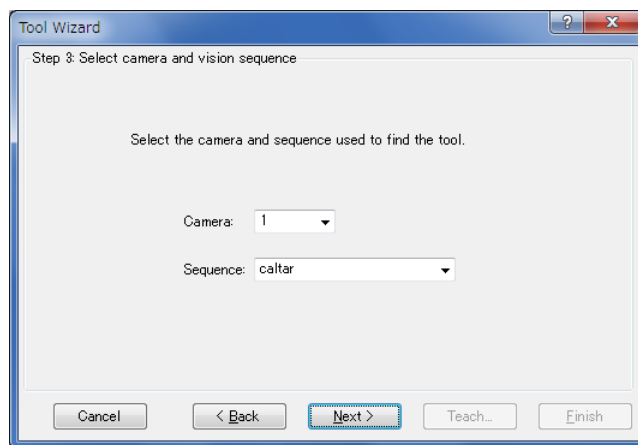 Tool Wizard
Step 3: Select camera and vision sequence
Select the camera and sequence used to find the tool.
Camera: 1
Sequence: caltar
Cancel < Back Next > Teach... Finish